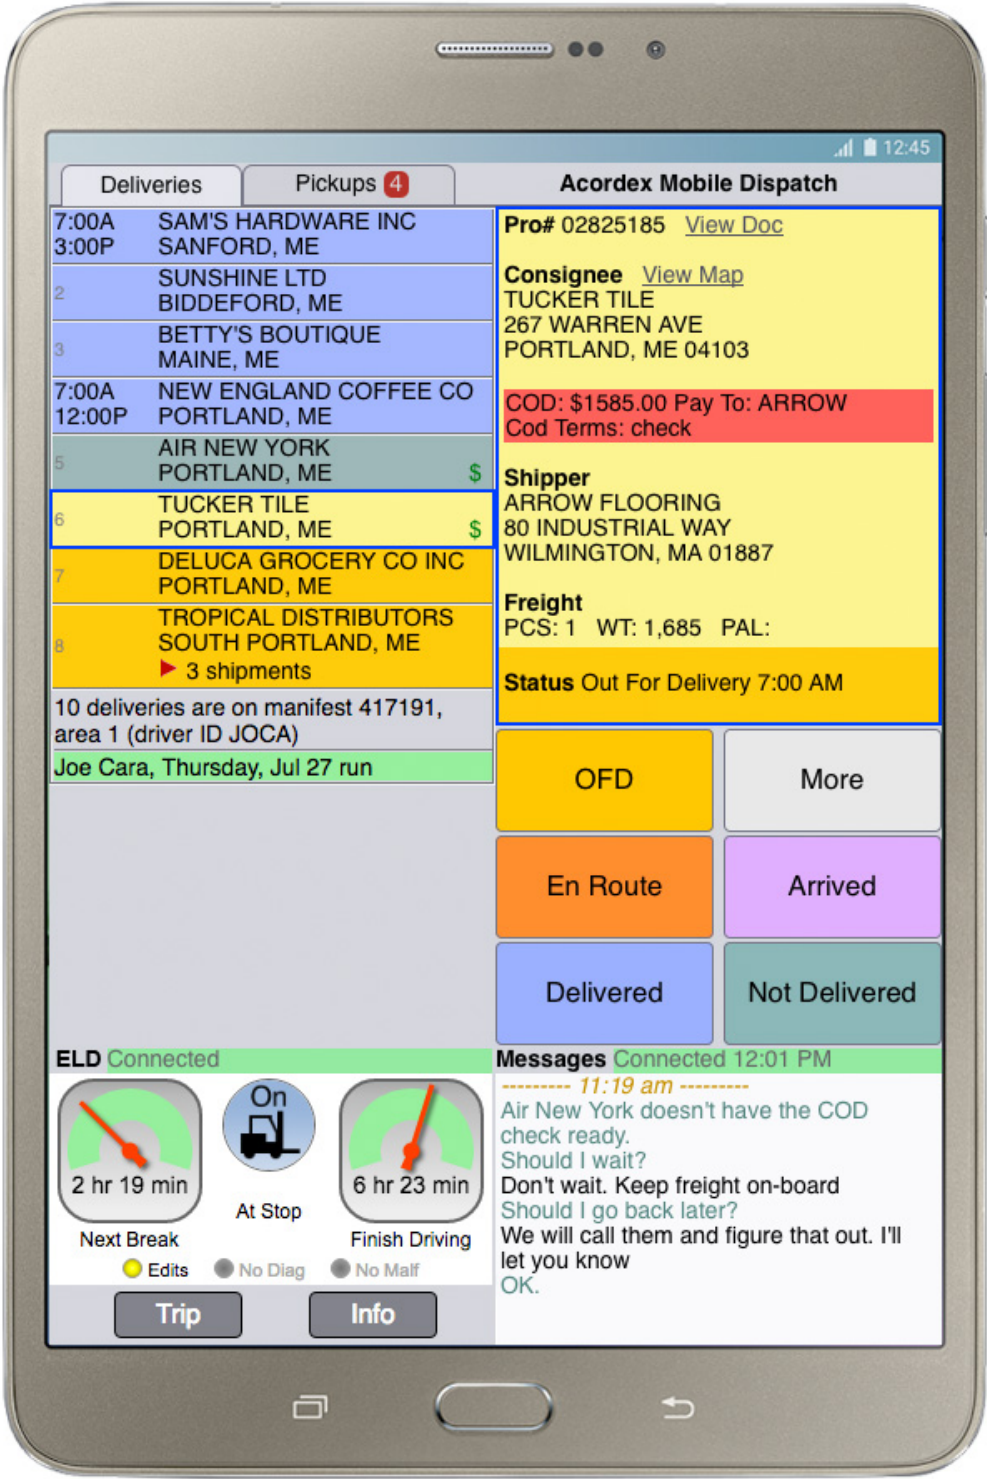 12:45
Deliveries
Pickups 4
Acordex Mobile Dispatch
7:00A SAM'S HARDWARE INC
3:00P SANFORD, ME
2
SUNSHINE LTD
BIDDEFORD, ME
3
BETTY'S BOUTIQUE
MAINE, ME
7:00A NEW ENGLAND COFFEE CO
12:00P PORTLAND, ME
5
AIR NEW YORK
PORTLAND, ME $
6
TUCKER TILE
PORTLAND, ME $
7
DELUCA GROCERY CO INC
PORTLAND, ME
8
TROPICAL DISTRIBUTORS
SOUTH PORTLAND, ME
3 shipments
10 deliveries are on manifest 417191,
area 1 (driver ID JOCA)
Joe Cara, Thursday, Jul 27 run
Pro# 02825185 View Doc
Consignee View Map
TUCKER TILE
267 WARREN AVE
PORTLAND, ME 04103
COD: $1585.00 Pay To: ARROW
Cod Terms: check
Shipper
ARROW FLOORING
80 INDUSTRIAL WAY
WILMINGTON, MA 01887
Freight
PCS: 1 WT: 1,685 PAL:
Status Out For Delivery 7:00 AM
OFD
More
En Route
Arrived
Delivered
Not Delivered
ELD Connected
2 hr 19 min
Next Break
On
At Stop
6 hr 23 min
Finish Driving
Edits
No Diag
No Malf
Trip
Info
Messages Connected 12:01 PM
--------- 11:19 am ---------
Air New York doesn't have the COD
check ready.
Should I wait?
Don't wait. Keep freight on-board
Should I go back later?
We will call them and figure that out. I'll
let you know
OK.